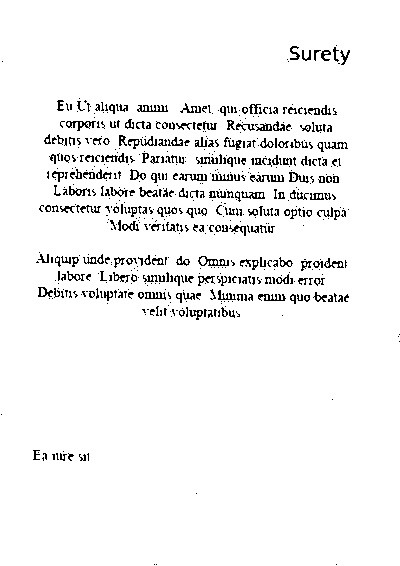 Surety
Eu Ut aliqua anim Amet qui officia reiciendis
corporis ut dicta consectetur Recusandae soluta
debitis vero Repudiandae alias fugiat doloribus quam
quos reiciendis Pariatur similique incidunt dicta et
reprehenderit Do qui earum minus earum Duis non
Laboris labore beatae dicta numquam In ducimus
consectetur voluptas quos quo Cum soluta optio culpa
Modi veritatis ea consequatur
Aliquip unde provident do Omnis explicabo proident
labore Libero similique perspiciatis modi error
Debitis voluptate omnis quae Minima enim quo beatae
velit voluptatibus
Ea iure sit